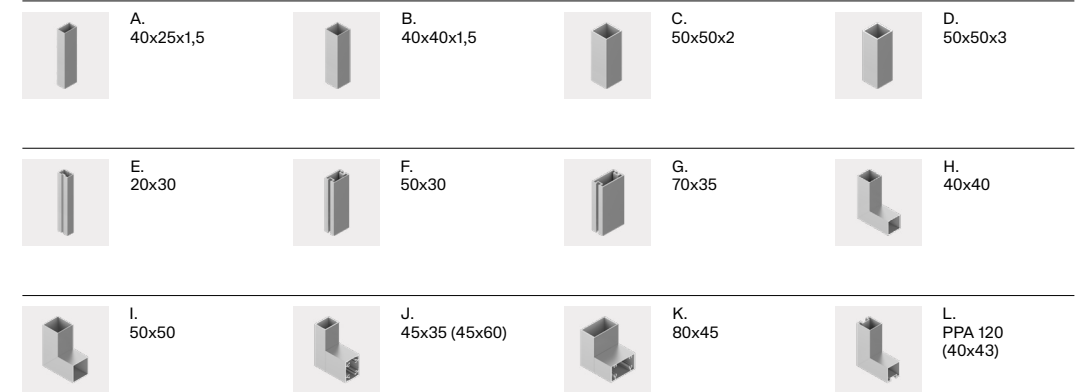 A.
40x25x1,5
B.
40x40x1,5
C.
50x50x2
D.
50x50x3
E.
20x30
F.
50x30
G.
70x35
H.
40x40
I.
50x50
J.
45x35 (45x60)
K.
80x45
L.
PPA 120
(40x43)